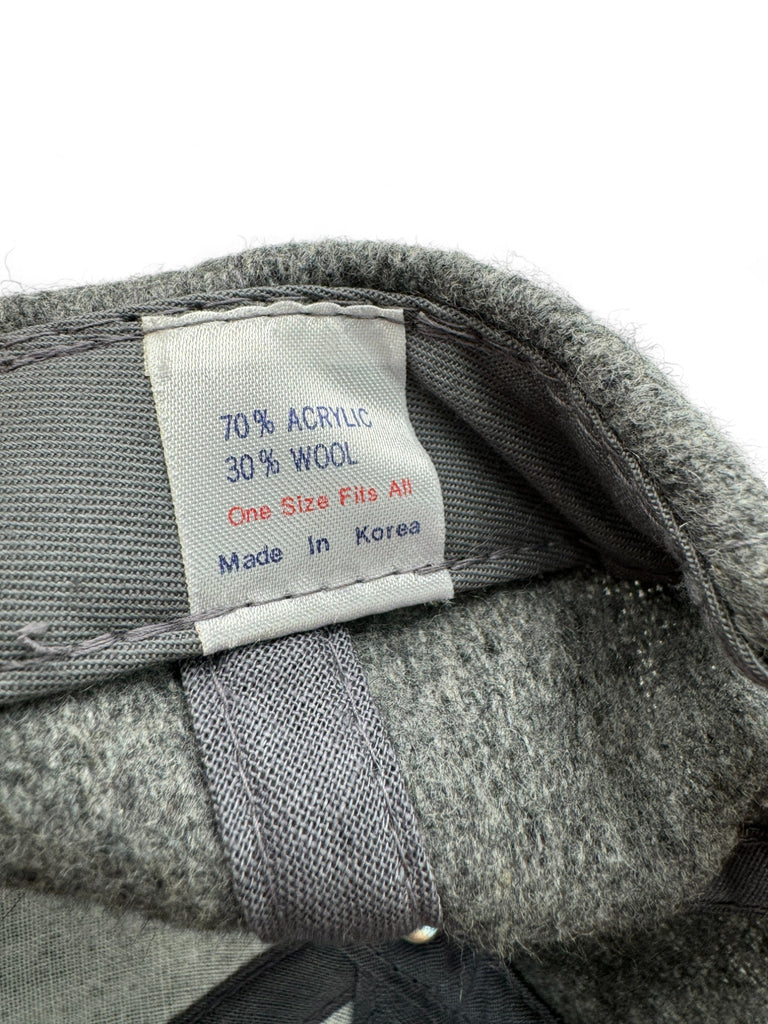 70% ACRYLIC
30% WOOL
One Size Fits All
Made In Korea